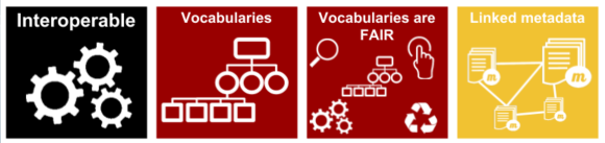 Interoperable
Vocabularies
Vocabularies are
FAIR
Linked metadata
m
m
m
m